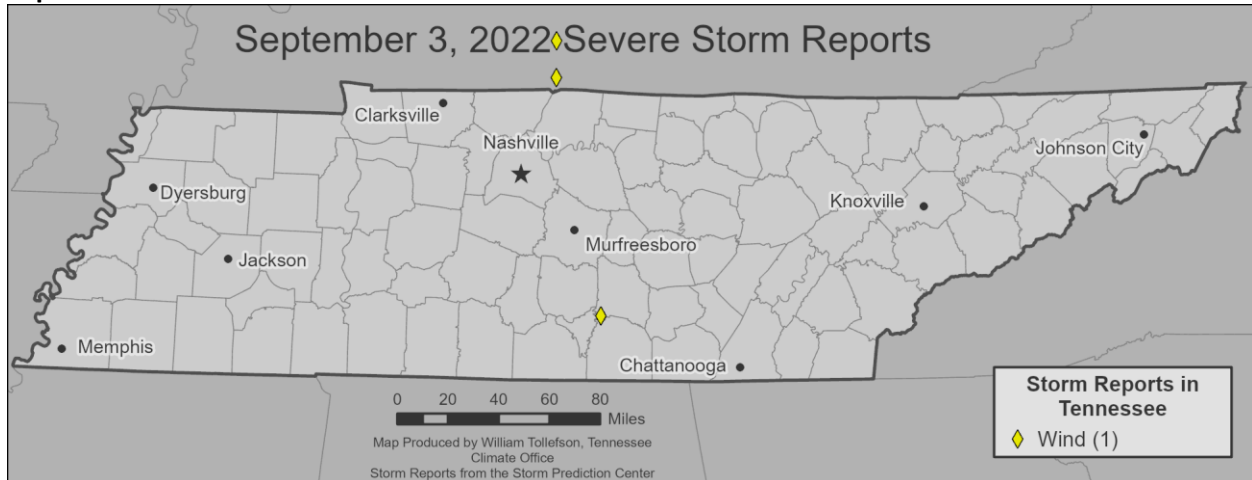 September 3, 2022 Severe Storm Reports
Clarksville
Nashville
Johnson City
Dyersburg
Knoxville
Murfreesboro
Jackson
Memphis
Chattanooga
0 20 40 60 80
Miles
Map Produced by William Tollefson, Tennessee
Climate Office
Storm Reports from the Storm Prediction Center
Storm Reports in
Tennessee
Wind (1)